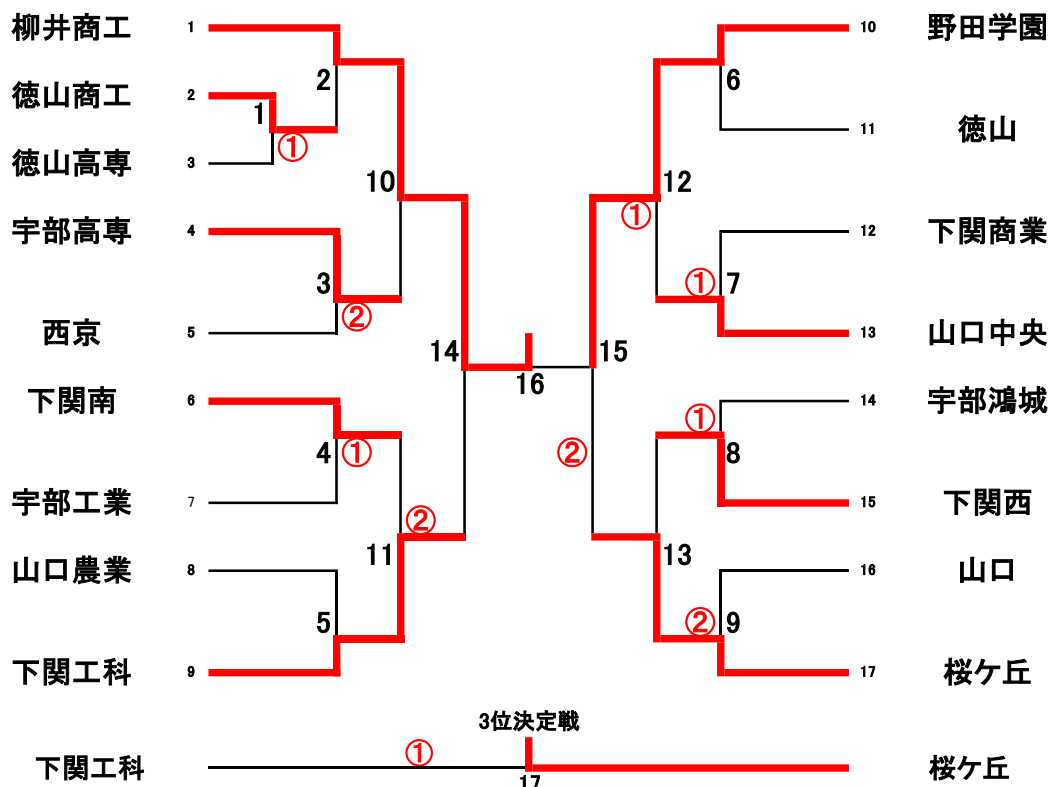 柳井商工 1 10 野田学園
2 6
徳山商工 2
1
11 徳山
①
徳山高専 3
10 12
①
宇部高専 4 12 下関商業
3 ① 7
②
西京 5 13 山口中央
14 15
16
下関南 6 14 宇部鴻城
①
4 ① ② 8
宇部工業 7 15 下関西
②
11 13
山口農業 8 16 山口
5 ② 9
下関工科 9 17 桜ケ丘
3位決定戦
①
下関工科 桜ケ丘
17